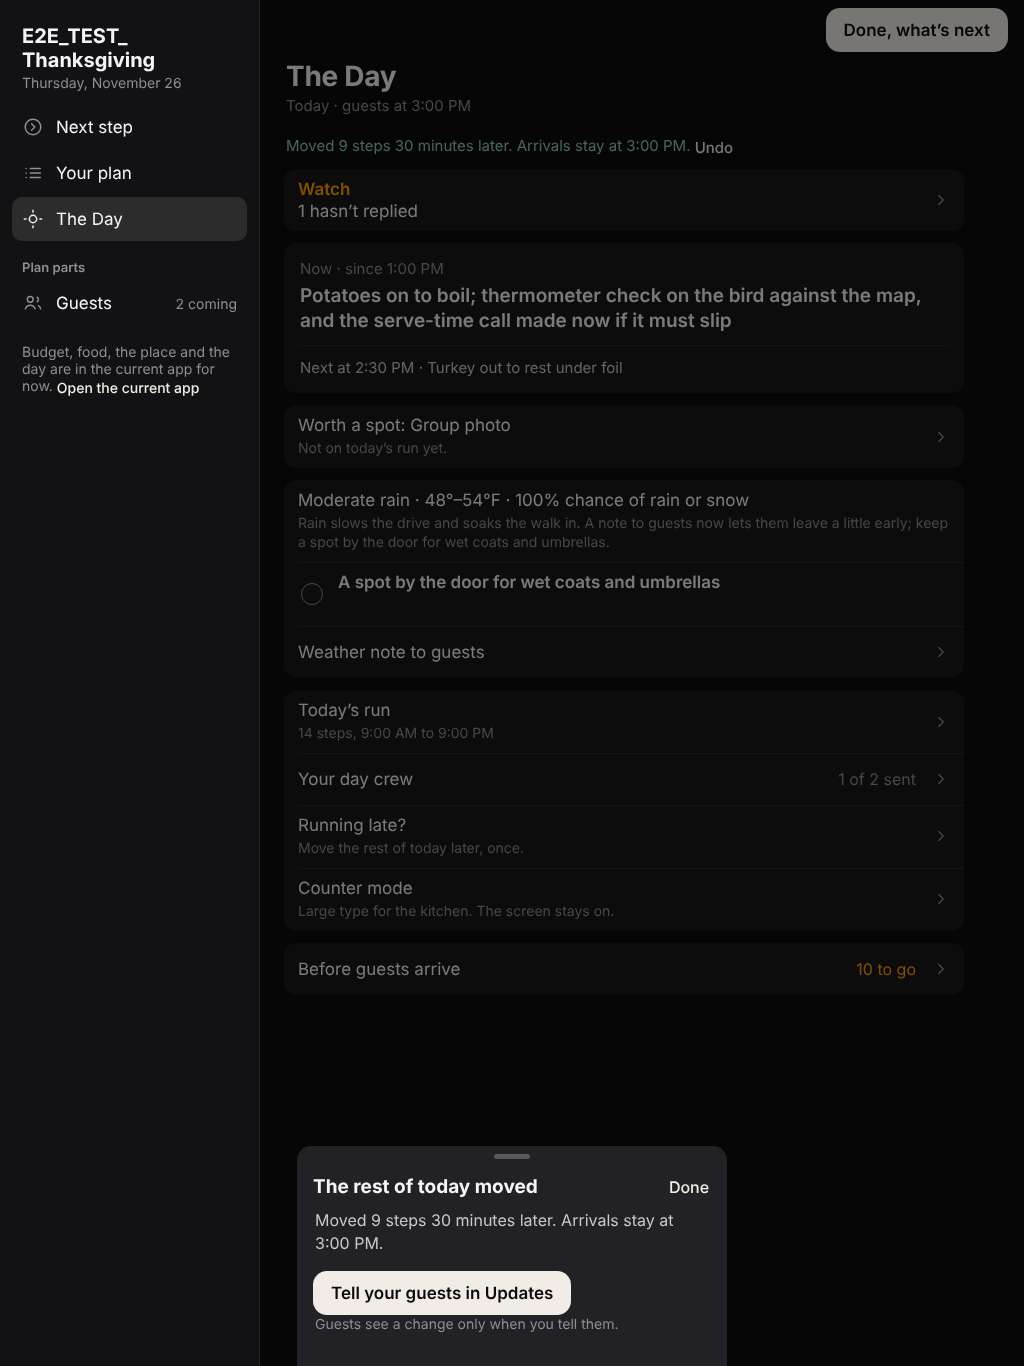 E2E_TEST_
Thanksgiving
Thursday, November 26
Next step
Your plan
The Day
Plan parts
Guests 2 coming
Budget, food, the place and the
day are in the current app for
now. Open the current app
Done, what’s next
The Day
Today · guests at 3:00 PM
Moved 9 steps 30 minutes later. Arrivals stay at 3:00 PM. Undo
Watch
1 hasn’t replied
Now · since 1:00 PM
Potatoes on to boil; thermometer check on the bird against the map,
and the serve-time call made now if it must slip
Next at 2:30 PM · Turkey out to rest under foil
Worth a spot: Group photo
Not on today’s run yet.
Moderate rain · 48°–54°F · 100% chance of rain or snow
Rain slows the drive and soaks the walk in. A note to guests now lets them leave a little early; keep
a spot by the door for wet coats and umbrellas.
A spot by the door for wet coats and umbrellas
Weather note to guests
Today’s run
14 steps, 9:00 AM to 9:00 PM
Your day crew 1 of 2 sent
Running late?
Move the rest of today later, once.
Counter mode
Large type for the kitchen. The screen stays on.
Before guests arrive 10 to go
The rest of today moved Done
Moved 9 steps 30 minutes later. Arrivals stay at
3:00 PM.
Tell your guests in Updates
Guests see a change only when you tell them.